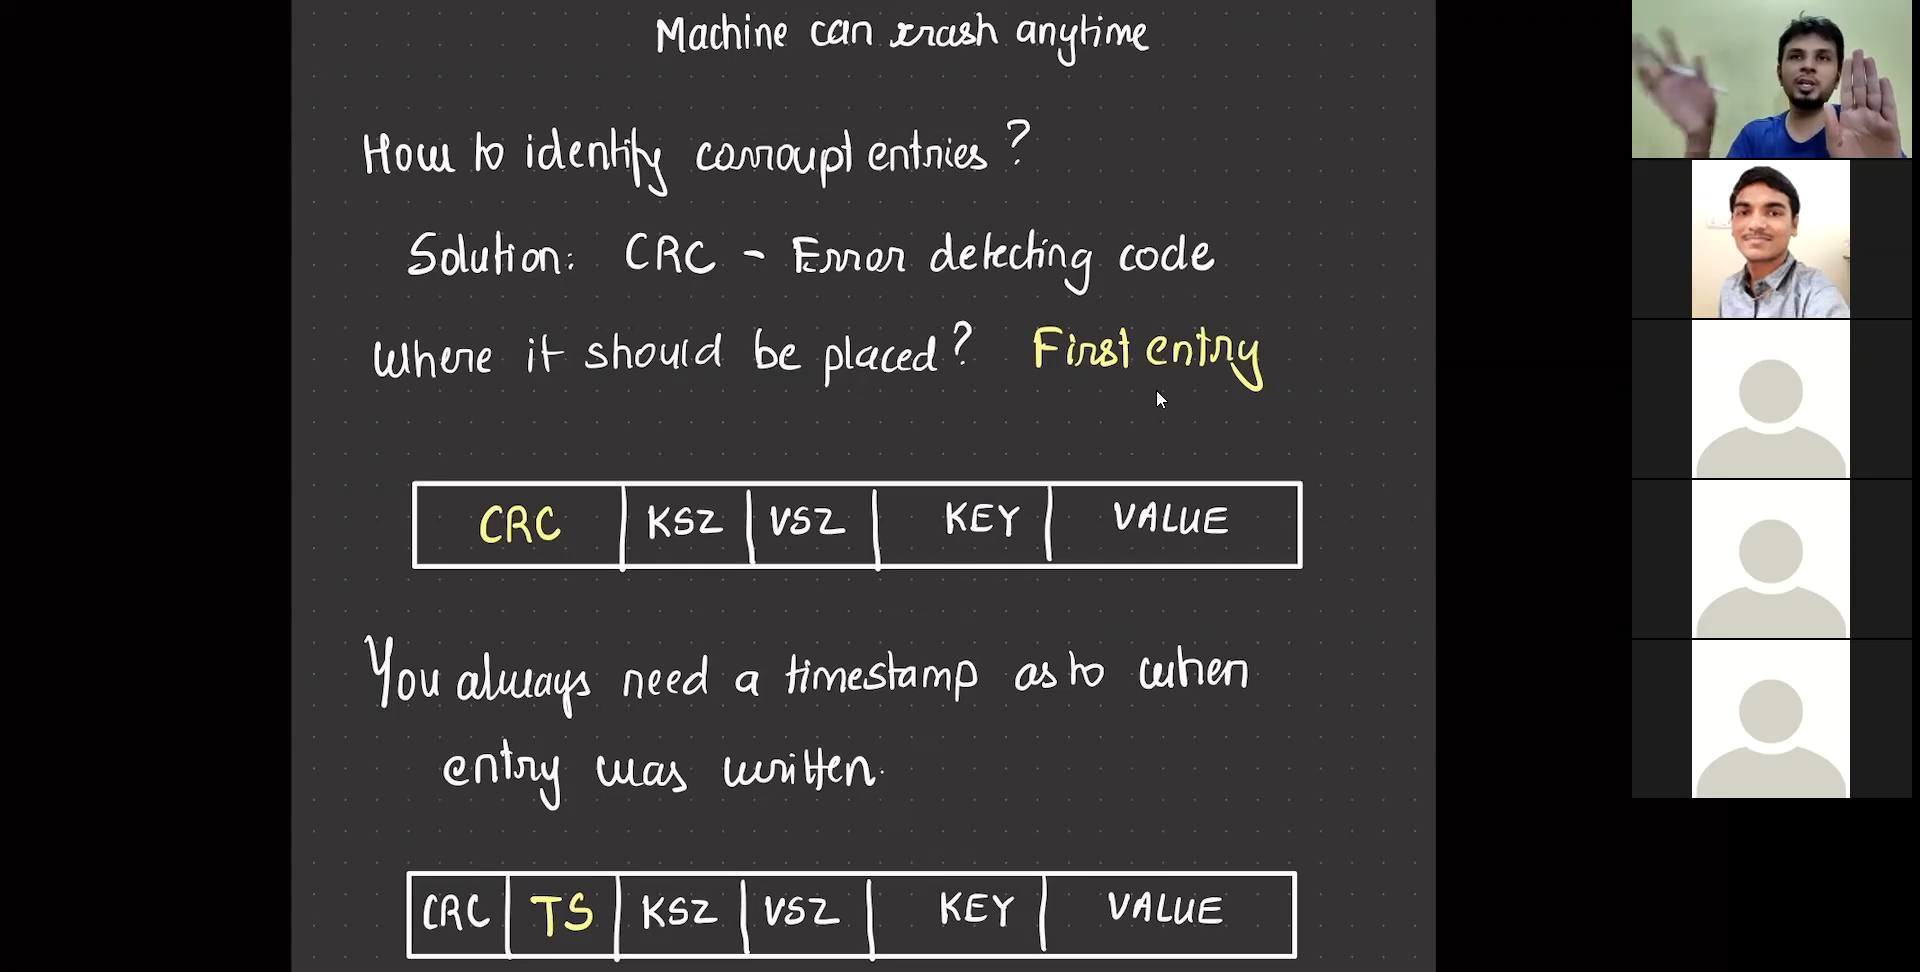 Machine can crash anytime
How to identify corroupt entries?
Solution: CRC - Error detecting code
Where it should be placed? First entry
CRC KSZ VSZ KEY VALUE
You always need a timestamp as to when
entry was written.
CRC TS KSZ VSZ KEY VALUE